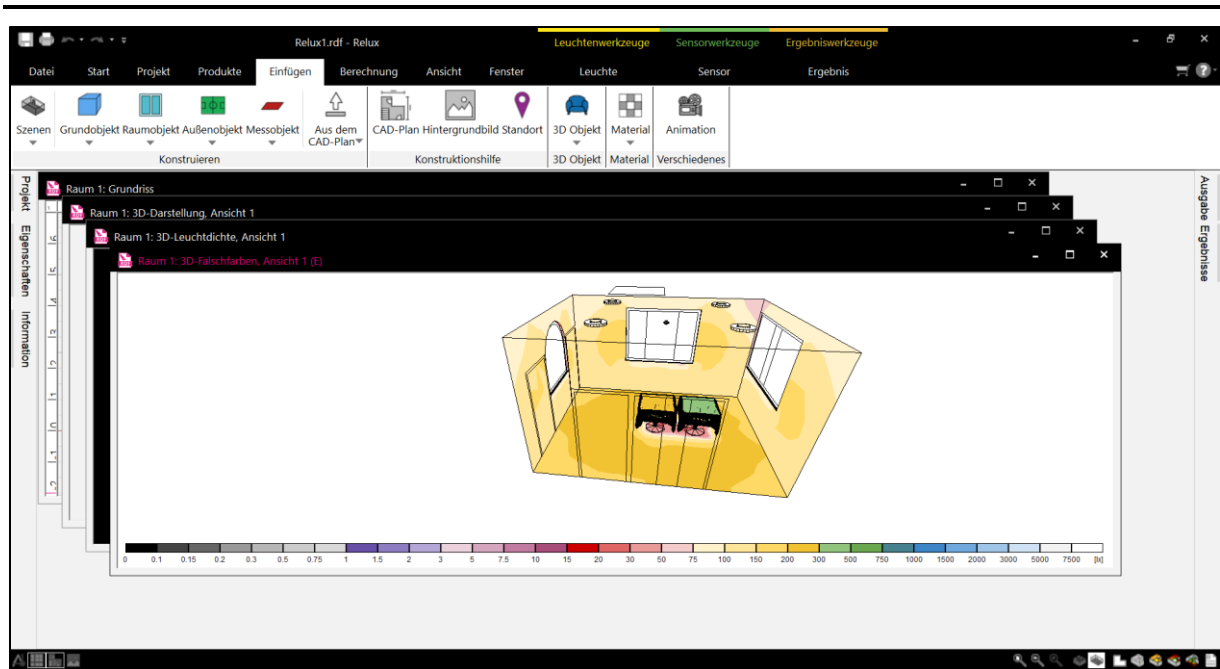 Relux1.rdf - Relux
Leuchtenwerkzeuge Sensorwerkzeuge Ergebniswerkzeuge
Datei Start Projekt Produkte Einfügen Berechnung Ansicht Fenster Leuchte Sensor Ergebnis
Szenen Grundobjekt Raumobjekt Außenobjekt Messobjekt Aus dem CAD-Plan CAD-Plan Hintergrundbild Standort 3D Objekt Material Animation
Konstruieren Konstruktionshilfe 3D Objekt Material Verschiedenes
Projekt Eigenschaften Information
Raum 1: Grundriss
Raum 1: 3D-Darstellung, Ansicht 1
Raum 1: 3D-Leuchtdichte, Ansicht 1
Raum 1: 3D-Falschfarben, Ansicht 1 (E)
0 0.1 0.15 0.2 0.3 0.5 0.75 1 1.5 2 3 5 7.5 10 15 20 30 50 75 100 150 200 300 500 750 1000 1500 2000 3000 5000 7500 [lx]
Ausgabe Ergebnisse